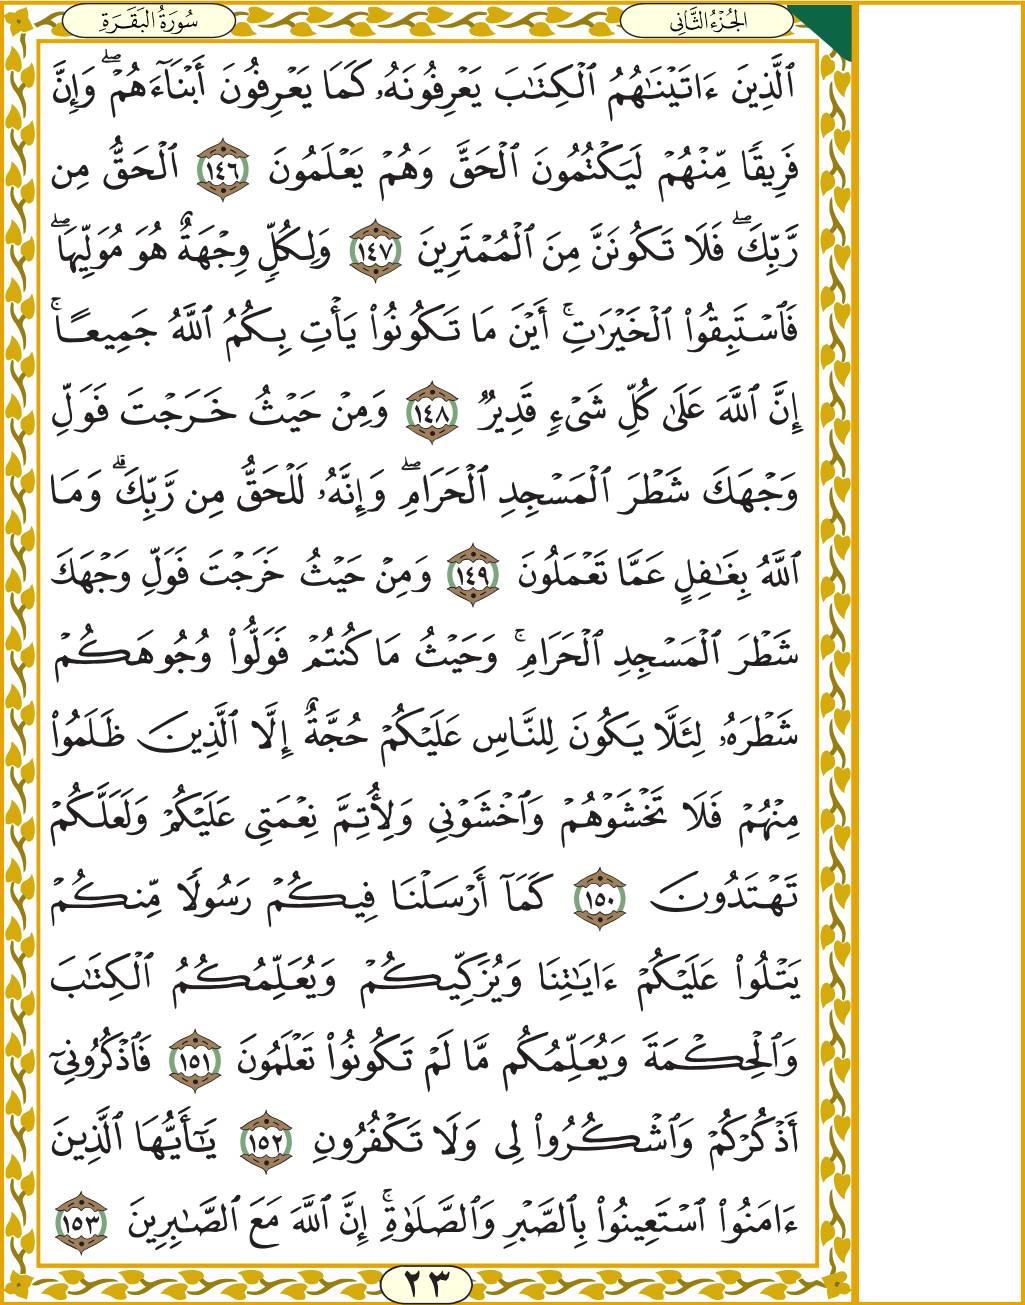 الجُزْءُ الثَّانِي
سُورَةُ البَقَرَةِ
ٱلَّذِينَ ءَاتَيۡنَٰهُمُ ٱلۡكِتَٰبَ يَعۡرِفُونَهُۥ كَمَا يَعۡرِفُونَ أَبۡنَآءَهُمۡۖ وَإِنَّ
فَرِيقٗا مِّنۡهُمۡ لَيَكۡتُمُونَ ٱلۡحَقَّ وَهُمۡ يَعۡلَمُونَ ١٤٦ ٱلۡحَقُّ مِن
رَّبِّكَۖ فَلَا تَكُونَنَّ مِنَ ٱلۡمُمۡتَرِينَ ١٤٧ وَلِكُلّٖ وِجۡهَةٌ هُوَ مُوَلِّيهَاۖ
فَٱسۡتَبِقُواْ ٱلۡخَيۡرَٰتِۚ أَيۡنَ مَا تَكُونُواْ يَأۡتِ بِكُمُ ٱللَّهُ جَمِيعًاۚ
إِنَّ ٱللَّهَ عَلَىٰ كُلِّ شَيۡءٖ قَدِيرٞ ١٤٨ وَمِنۡ حَيۡثُ خَرَجۡتَ فَوَلِّ
وَجۡهَكَ شَطۡرَ ٱلۡمَسۡجِدِ ٱلۡحَرَامِۖ وَإِنَّهُۥ لَلۡحَقُّ مِن رَّبِّكَۗ وَمَا
ٱللَّهُ بِغَٰفِلٍ عَمَّا تَعۡمَلُونَ ١٤٩ وَمِنۡ حَيۡثُ خَرَجۡتَ فَوَلِّ وَجۡهَكَ
شَطۡرَ ٱلۡمَسۡجِدِ ٱلۡحَرَامِۚ وَحَيۡثُ مَا كُنتُمۡ فَوَلُّواْ وُجُوهَكُمۡ
شَطۡرَهُۥ لِئَلَّا يَكُونَ لِلنَّاسِ عَلَيۡكُمۡ حُجَّةٌ إِلَّا ٱلَّذِينَ ظَلَمُواْ
مِنۡهُمۡ فَلَا تَخۡشَوۡهُمۡ وَٱخۡشَوۡنِي وَلِأُتِمَّ نِعۡمَتِي عَلَيۡكُمۡ وَلَعَلَّكُمۡ
تَهۡتَدُونَ ١٥٠ كَمَآ أَرۡسَلۡنَا فِيكُمۡ رَسُولٗا مِّنكُمۡ
يَتۡلُواْ عَلَيۡكُمۡ ءَايَٰتِنَا وَيُزَكِّيكُمۡ وَيُعَلِّمُكُمُ ٱلۡكِتَٰبَ
وَٱلۡحِكۡمَةَ وَيُعَلِّمُكُم مَّا لَمۡ تَكُونُواْ تَعۡلَمُونَ ١٥١ فَٱذۡكُرُونِيٓ
أَذۡكُرۡكُمۡ وَٱشۡكُرُواْ لِي وَلَا تَكۡفُرُونِ ١٥٢ يَٰٓأَيُّهَا ٱلَّذِينَ
ءَامَنُواْ ٱسۡتَعِينُواْ بِٱلصَّبۡرِ وَٱلصَّلَوٰةِۚ إِنَّ ٱللَّهَ مَعَ ٱلصَّٰبِرِينَ ١٥٣
٢٣